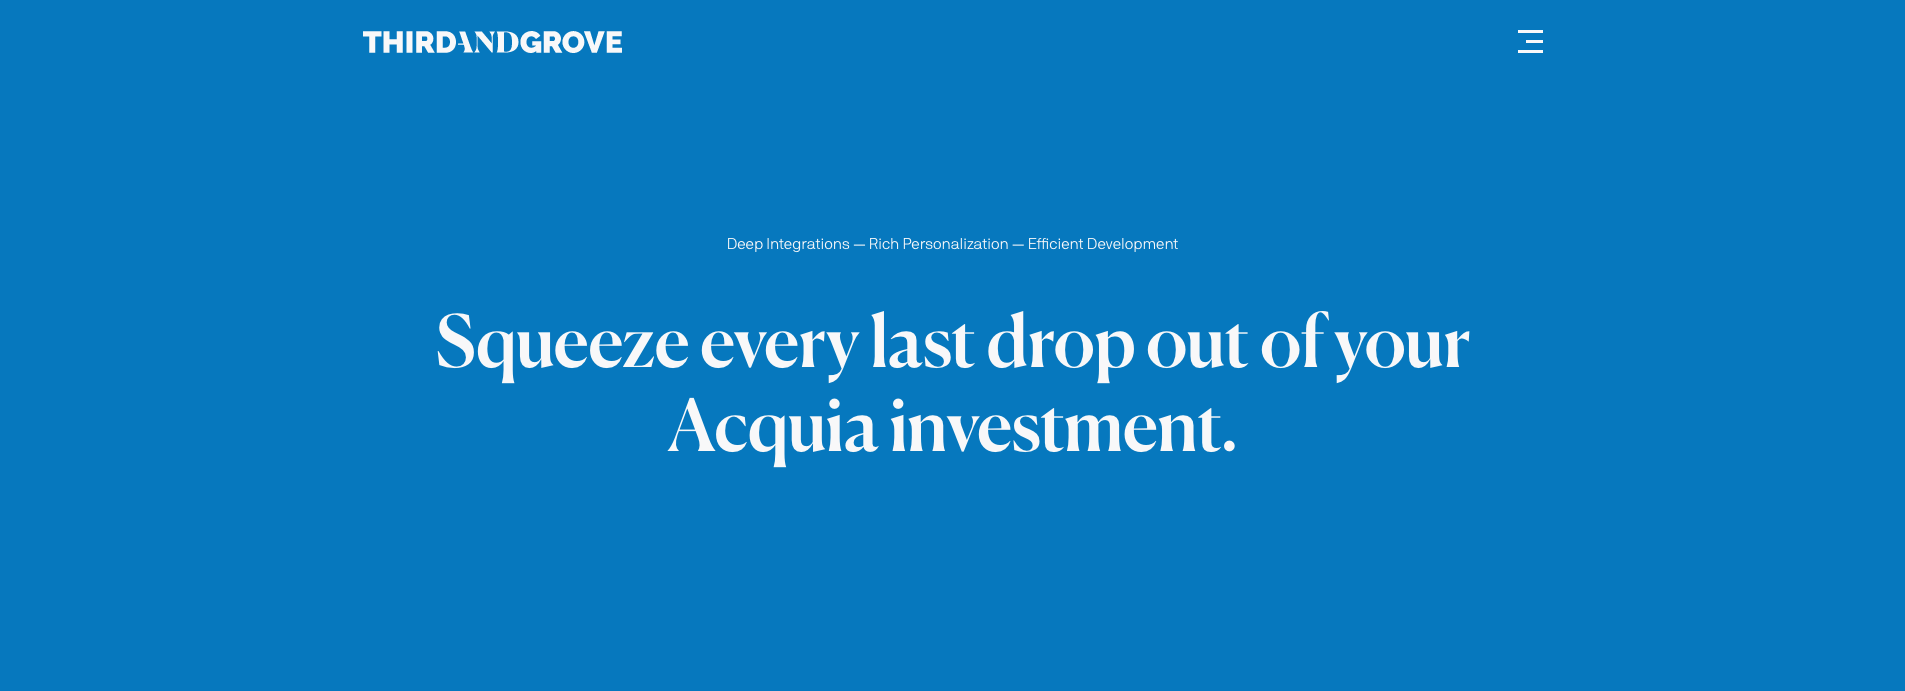 THIRDANDGROVE
Deep Integrations — Rich Personalization — Efficient Development
Squeeze every last drop out of your
Acquia investment.